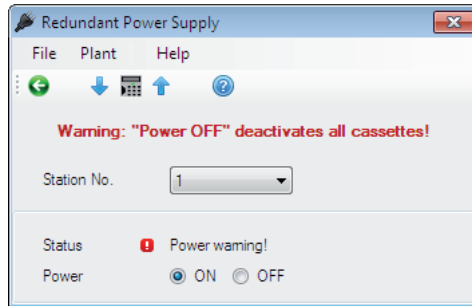 Redundant Power Supply
File Plant Help
Warning: "Power OFF" deactivates all cassettes!
Station No. 1
Status Power warning!
Power ON OFF